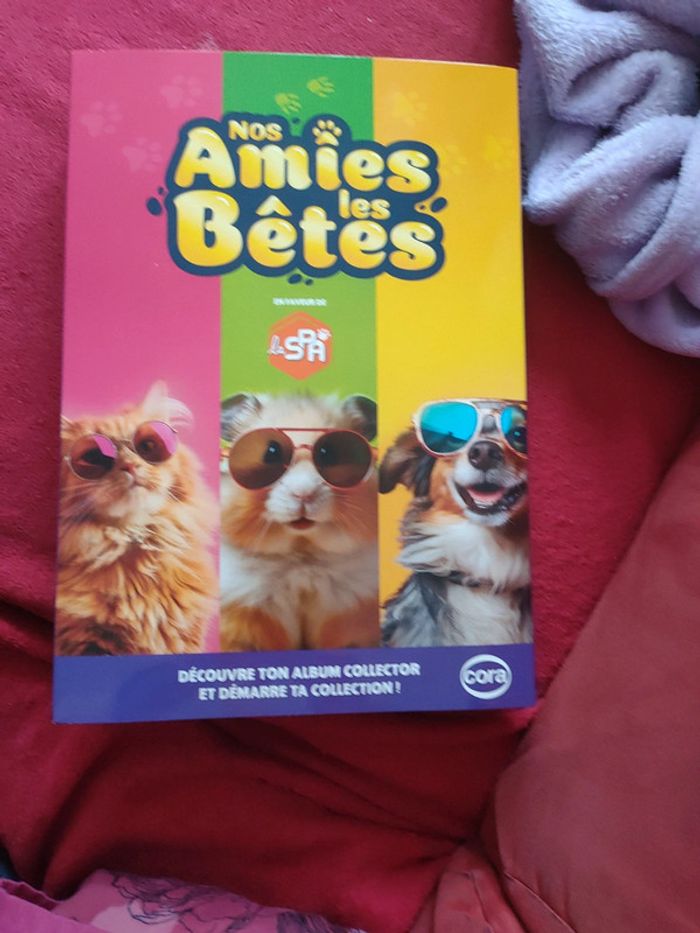 Nos
Amies
les
Bêtes
EN FAVEUR DE
la SPA
DÉCOUVRE TON ALBUM COLLECTOR
ET DÉMARRE TA COLLECTION !
cora